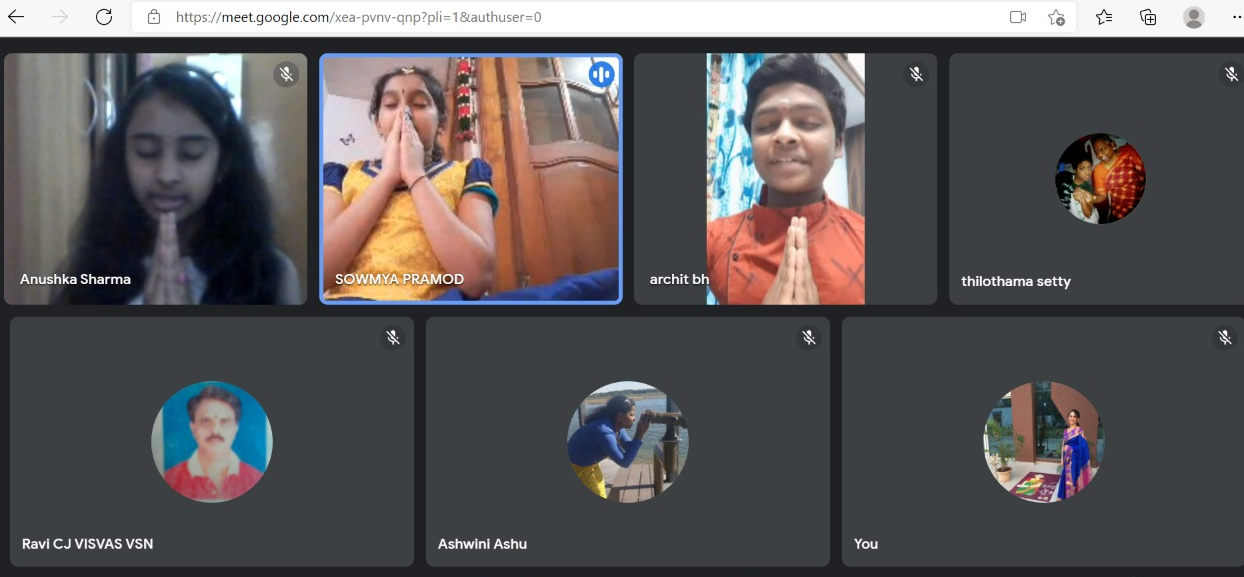 https://meet.google.com/xea-pvnv-qnp?pli=1&authuser=0
Anushka Sharma
SOWMYA PRAMOD
archit bh
thilothama setty
Ravi CJ VISVAS VSN
Ashwini Ashu
You